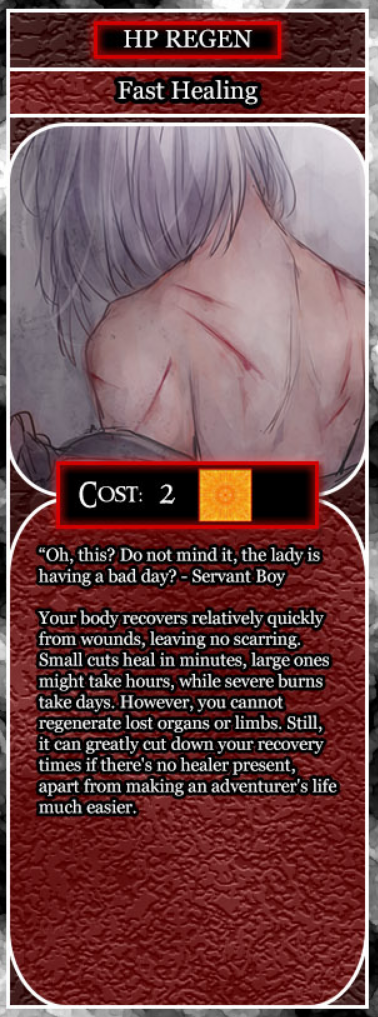 HP REGEN
Fast Healing
COST: 2
“Oh, this? Do not mind it, the lady is
having a bad day? - Servant Boy
Your body recovers relatively quickly
from wounds, leaving no scarring.
Small cuts heal in minutes, large ones
might take hours, while severe burns
take days. However, you cannot
regenerate lost organs or limbs. Still,
it can greatly cut down your recovery
times if there's no healer present,
apart from making an adventurer's life
much easier.